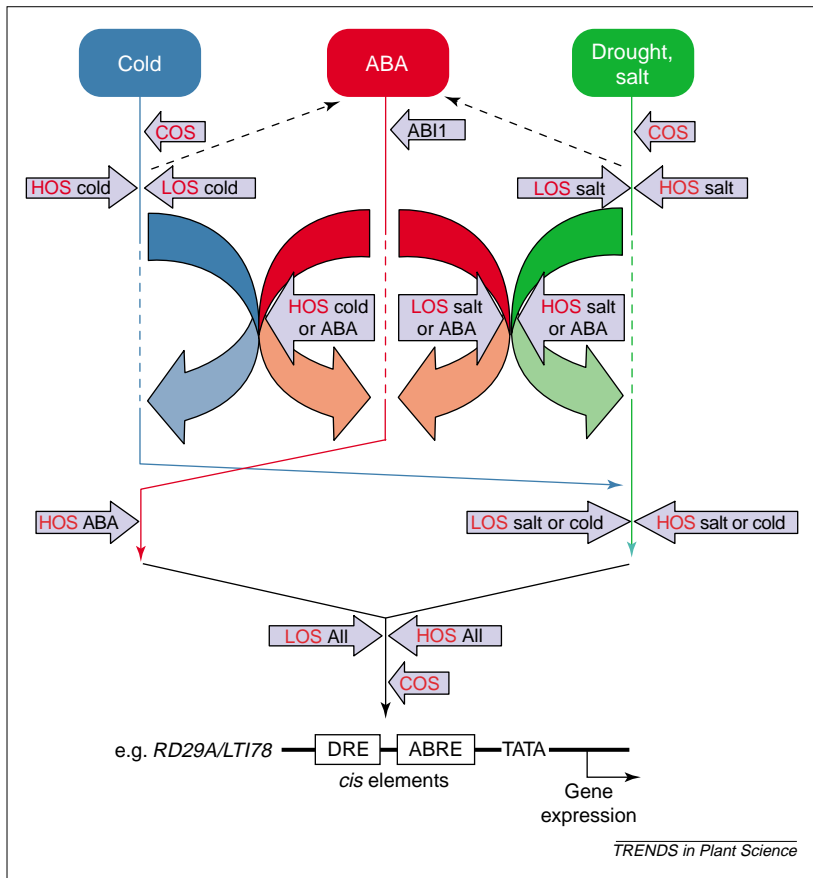 Cold
ABA
Drought,
salt
COS
ABI1
COS
HOS cold
LOS cold
LOS salt
HOS salt
HOS cold
or ABA
LOS salt
or ABA
HOS salt
or ABA
HOS ABA
LOS salt or cold
HOS salt or cold
LOS All
HOS All
COS
e.g. RD29A/LTI78
DRE
ABRE
TATA
cis elements
Gene
expression
TRENDS in Plant Science